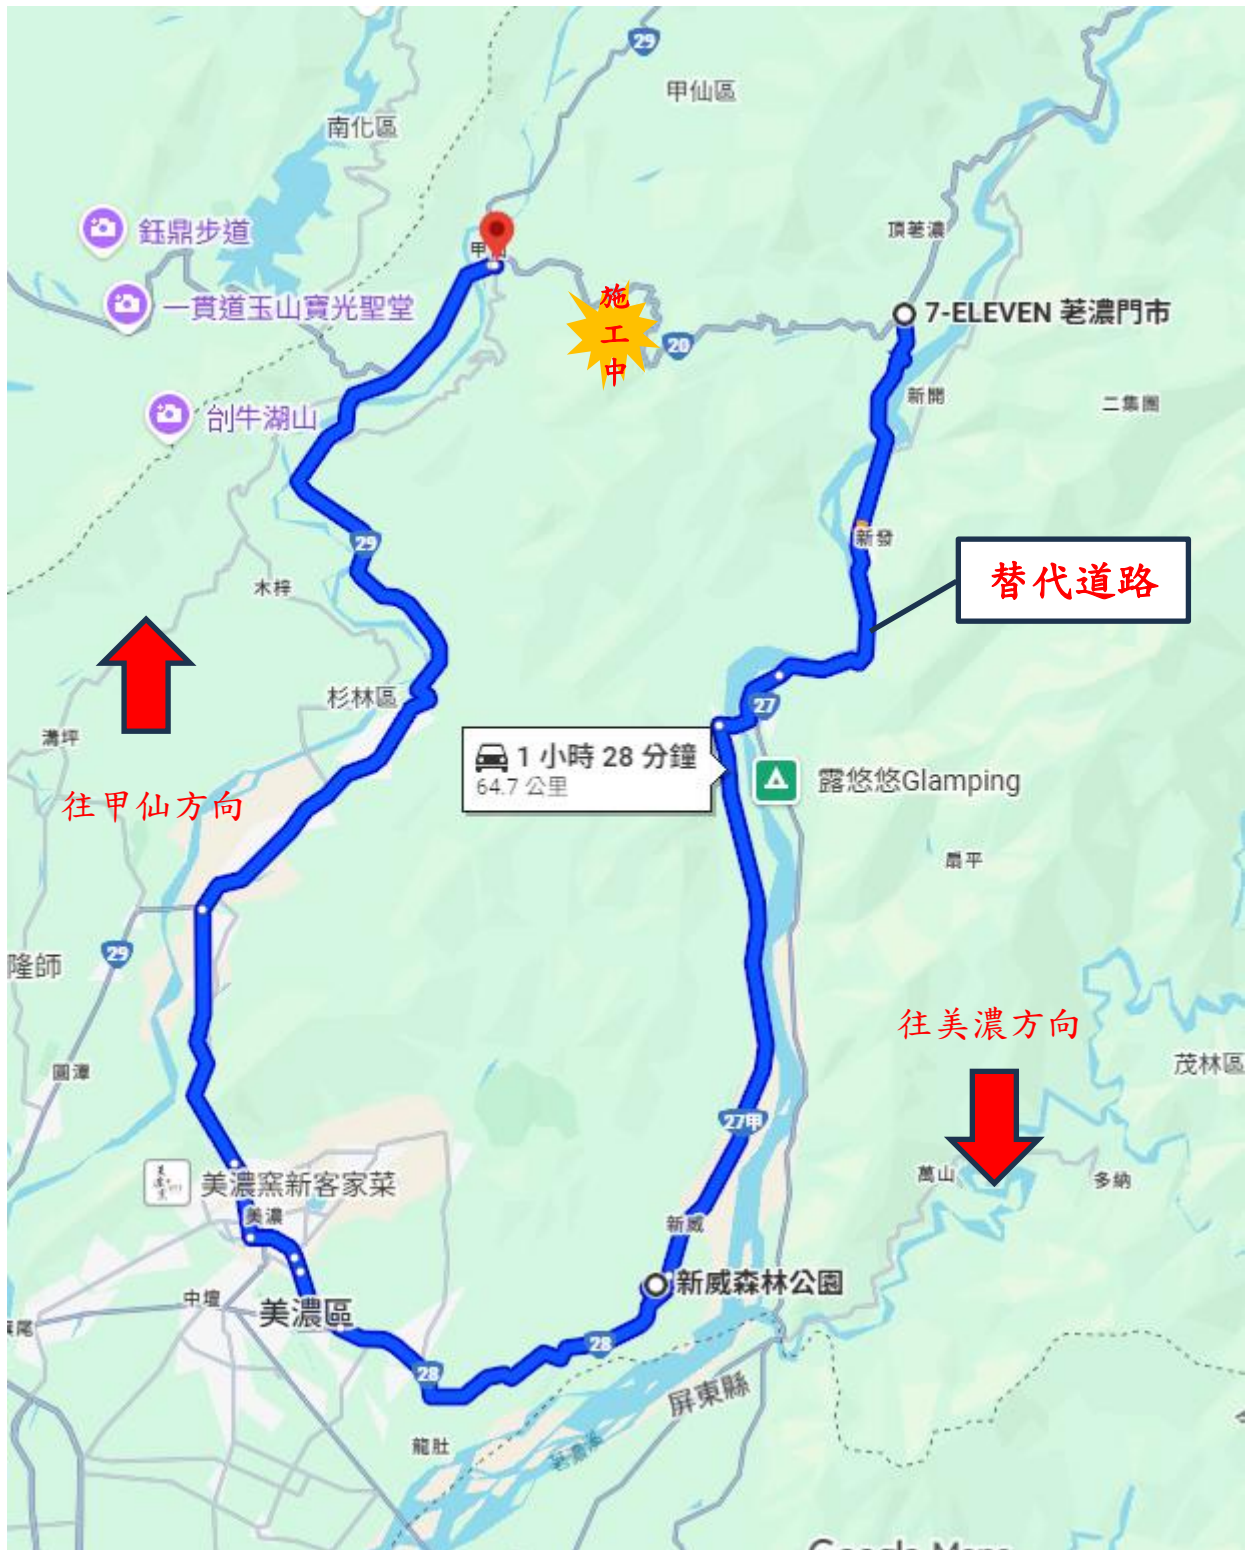 29
甲仙區
南化區
鈺鼎步道
頂荖濃
甲
一貫道玉山寶光聖堂
施
工
中
7-ELEVEN 荖濃門市
20
新開
二集團
刣牛湖山
新發
29
木梓
替代道路
杉林區
27
溝坪
1 小時 28 分鐘
64.7 公里
露悠悠Glamping
往甲仙方向
扇平
29
隆師
往美濃方向
圓潭
茂林區
27甲
美濃窯新客家菜
萬山
多納
美濃
新威
新威森林公園
中壇
美濃區
尾
28
28
屏東縣
龍肚
荖濃溪